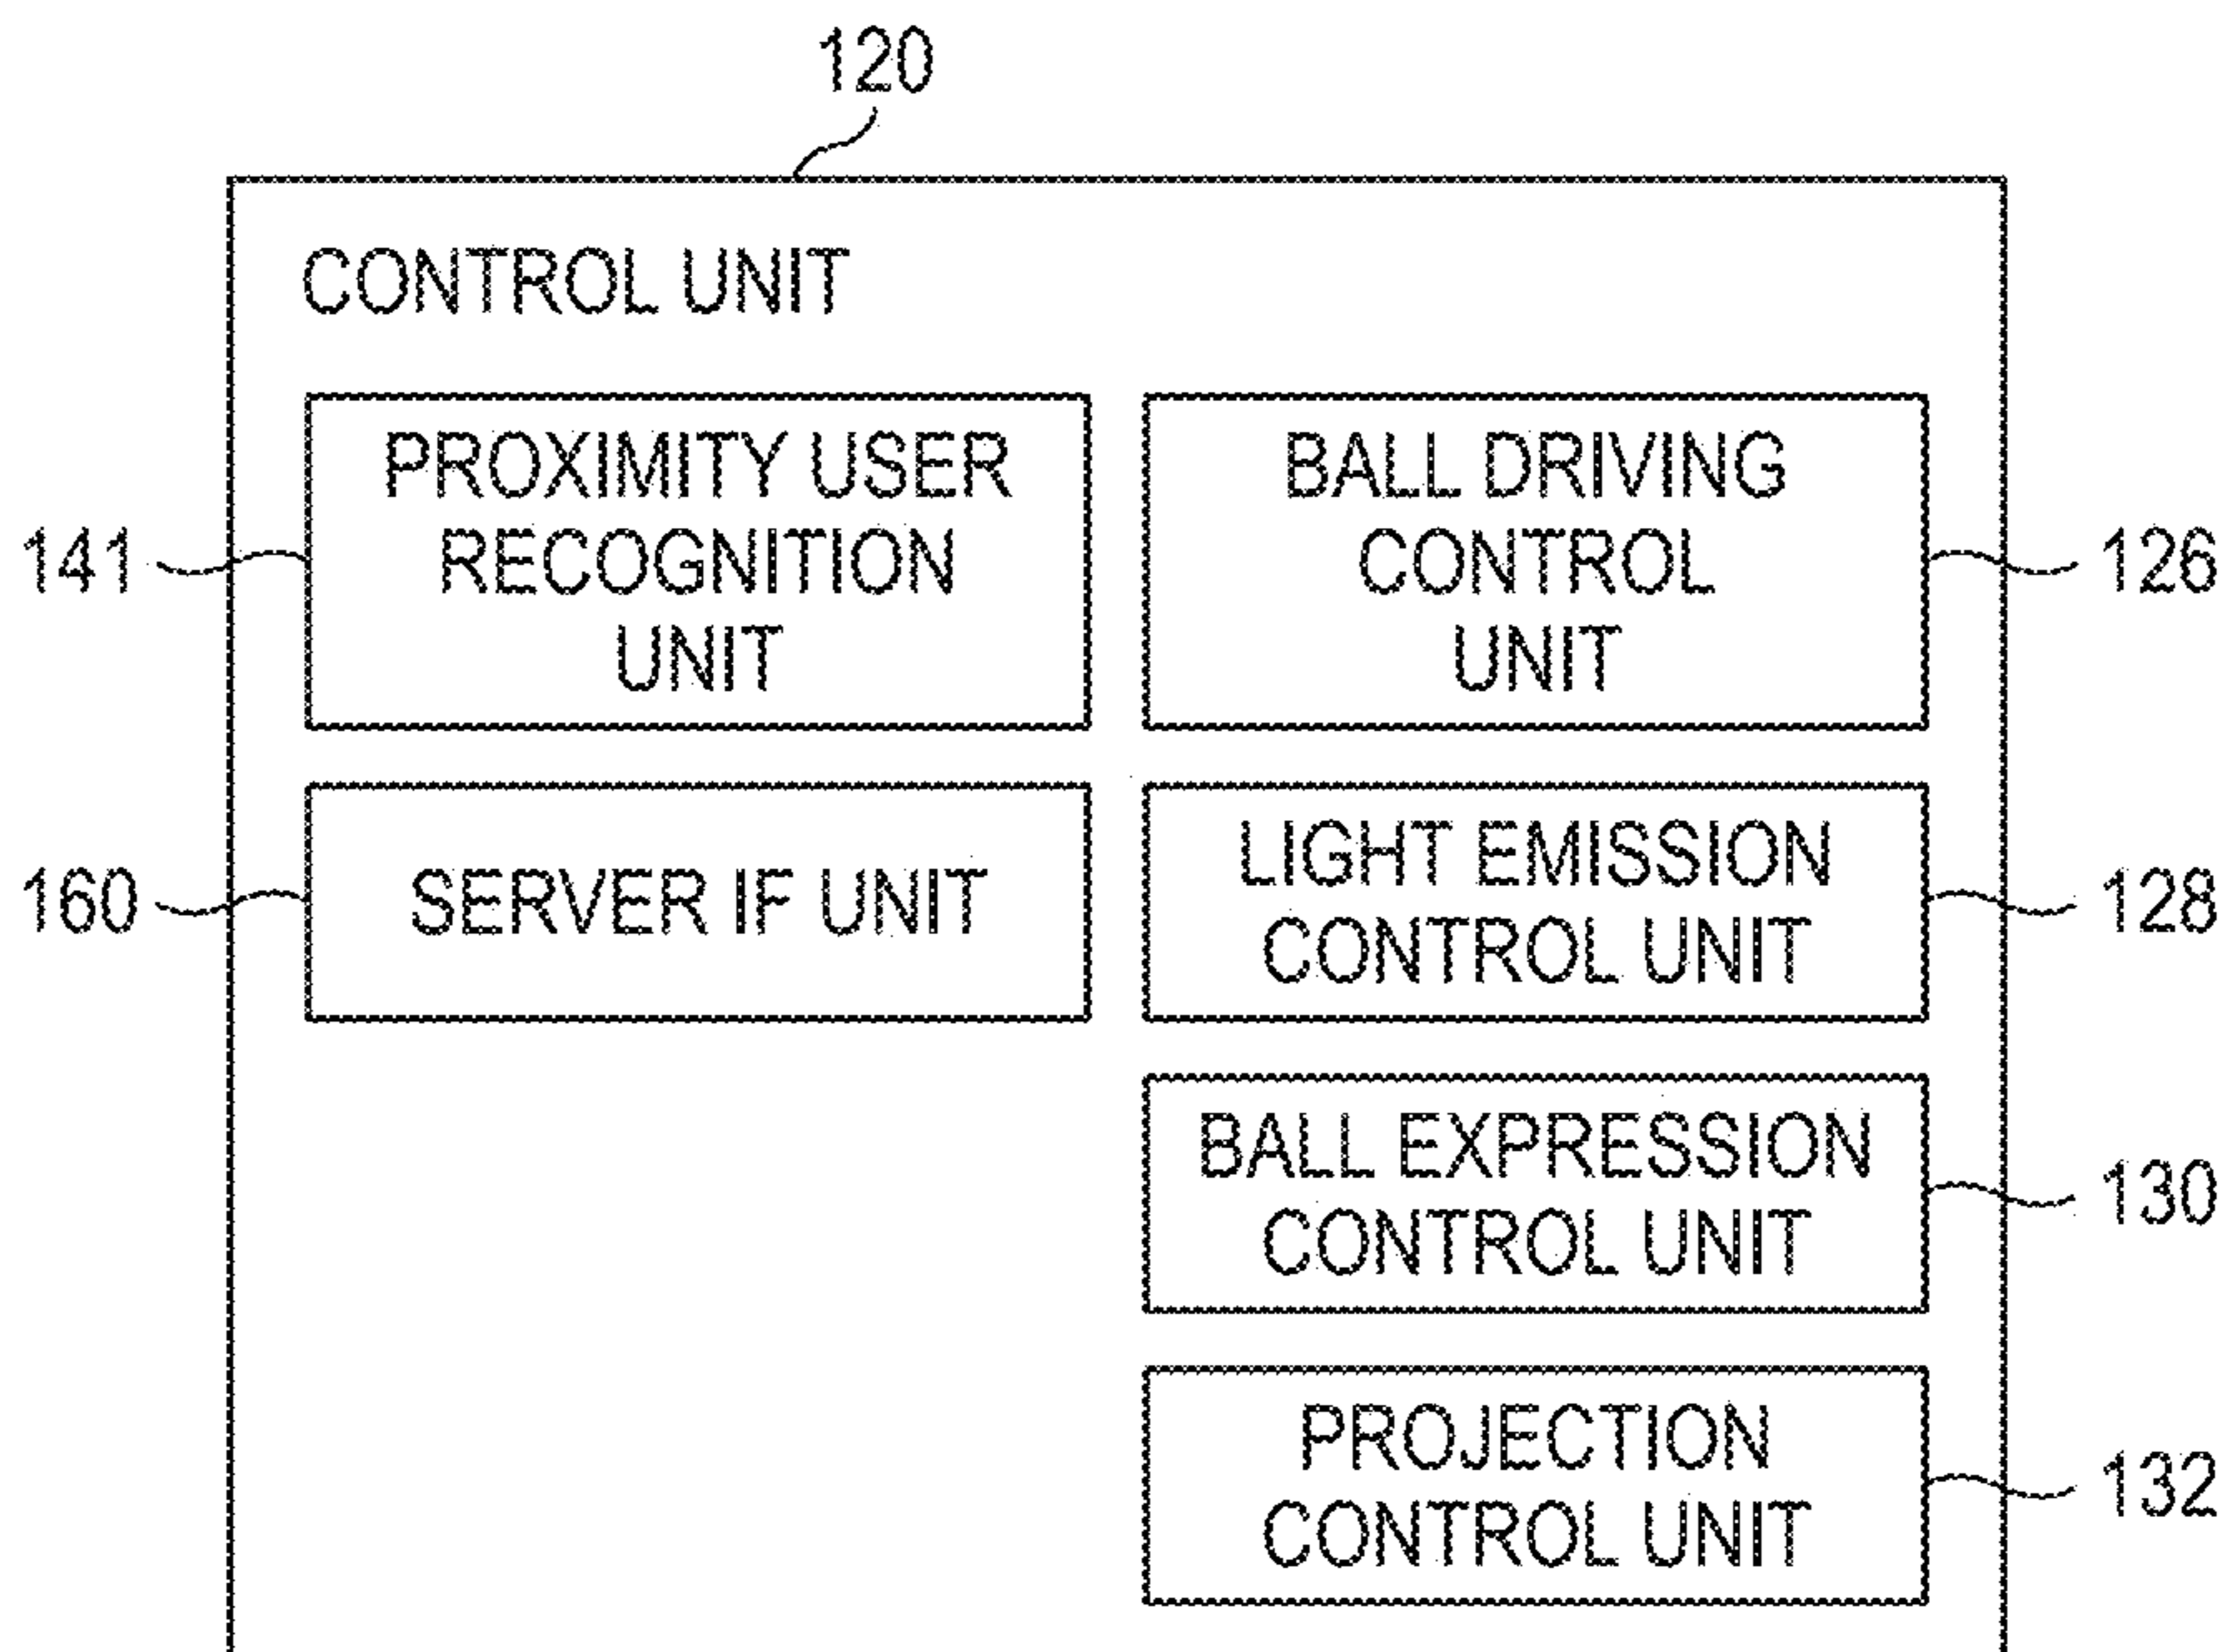 120
CONTROL UNIT
PROXIMITY USER
RECOGNITION
UNIT
141
BALL DRIVING
CONTROL
UNIT
126
SERVER IF UNIT
160
LIGHT EMISSION
CONTROL UNIT
128
BALL EXPRESSION
CONTROL UNIT
130
PROJECTION
CONTROL UNIT
132